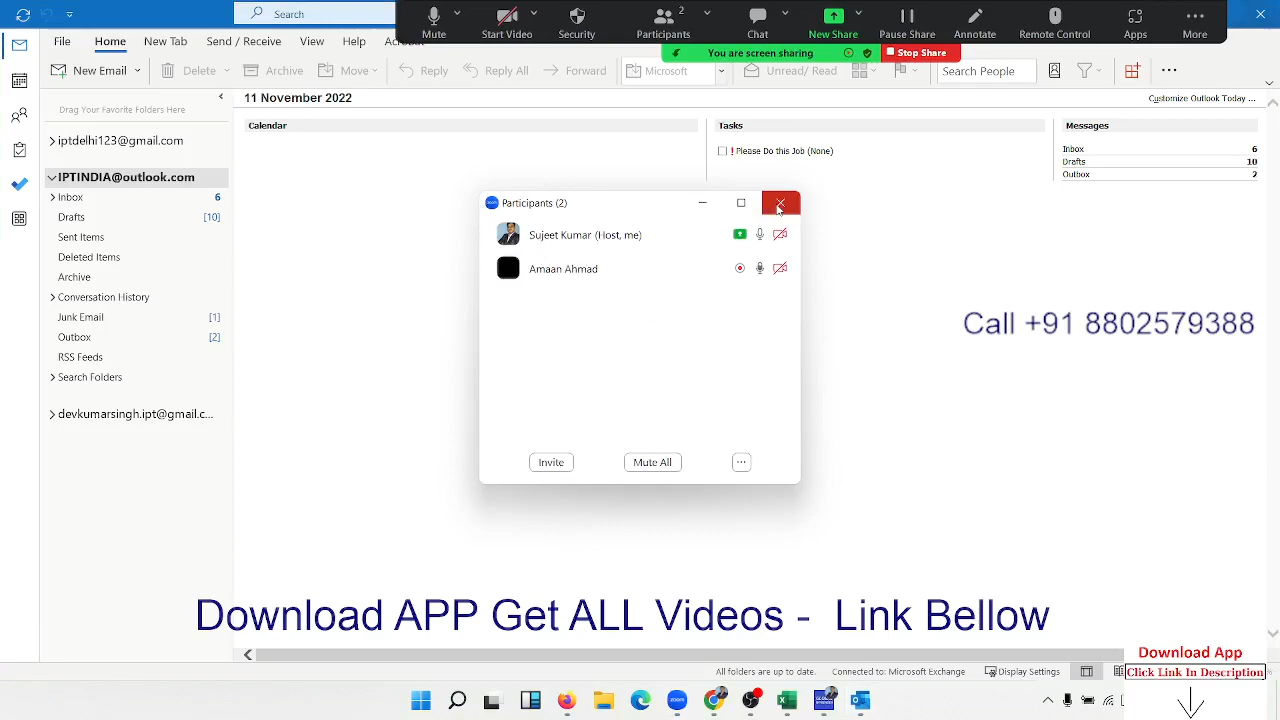 Search
Mute
Start Video
Security
2
Participants
Chat
New Share
Pause Share
Annotate
Remote Control
Apps
More
You are screen sharing
Stop Share
File
Home
New Tab
Send / Receive
View
Help
New Email
Delete
Archive
Move
Reply
Reply All
Forward
Microsoft
Unread/ Read
Search People
Drag Your Favorite Folders Here
11 November 2022
Customize Outlook Today ...
Calendar
Tasks
Messages
! Please Do this Job (None)
Inbox 6
Drafts 10
Outbox 2
iptdelhi123@gmail.com
IPTINDIA@outlook.com
Inbox 6
Drafts [10]
Sent Items
Deleted Items
Archive
Conversation History
Junk Email [1]
Outbox [2]
RSS Feeds
Search Folders
devkumarsingh.ipt@gmail.c...
zoom
Participants (2)
Sujeet Kumar (Host, me)
Amaan Ahmad
Invite
Mute All
Call +91 8802579388
Download APP Get ALL Videos - Link Bellow
Download App
Click Link In Description
All folders are up to date.
Connected to: Microsoft Exchange
Display Settings